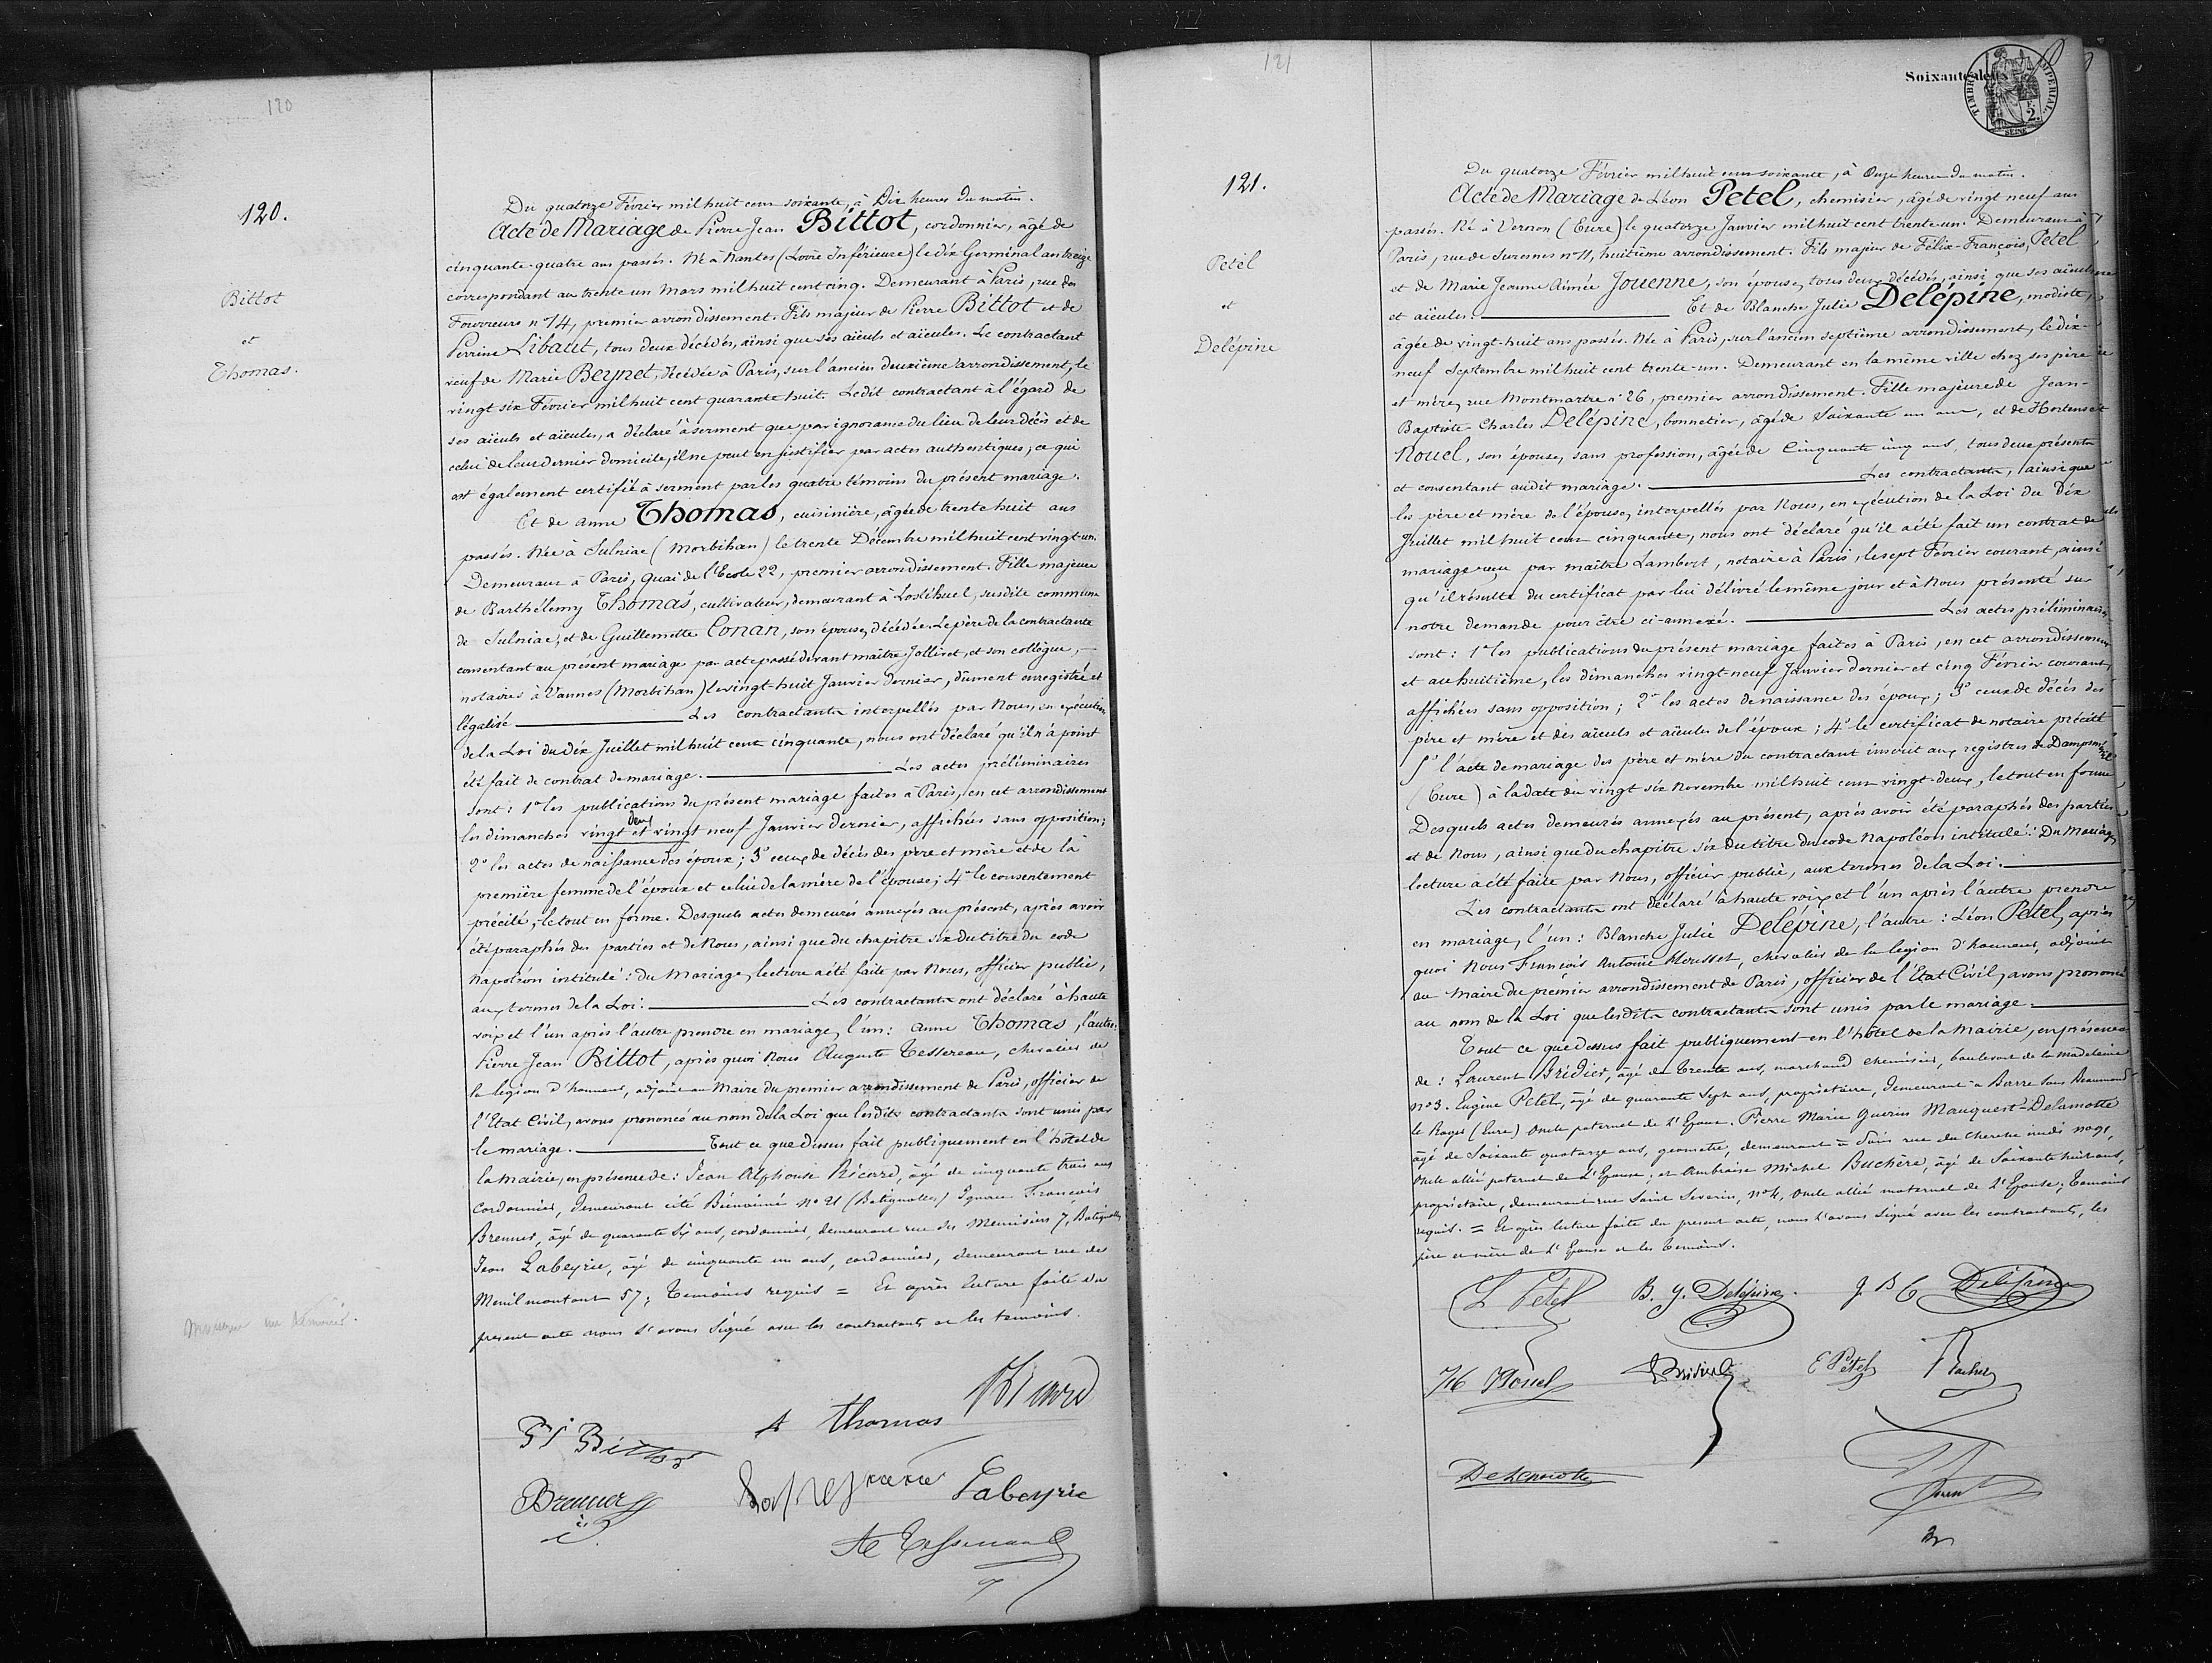 120
120.
Bittot
et
Thomas.
Du quatorze Février mil huit cent soixante, à Dix heures du matin.
Acte de Mariage de Pierre Jean Bittot, cordonnier, âgé de
cinquante-quatre ans passés. Né à Nantes (Loire Inférieure) le dix Germinal an treize
correspondant au trente un Mars mil huit cent cinq. Demeurant à Paris, rue des
Fourreurs n° 14, premier arrondissement. Fils majeur de Pierre Bittot et de
Perrine Libaut, tous deux décédés, ainsi que ses aïeuls et aïeules. Le contractant
veuf de Marie Beynet, décédée à Paris, sur l'ancien deuxième arrondissement, le
vingt six Février mil huit cent quarante huit. Ledit contractant à l'égard de
ses aïeuls et aïeules, a déclaré à serment que par ignorance du lieu de leur décès et de
celui de leur dernier domicile, il ne peut en justifier par actes authentiques, ce qui
est également certifié à serment par les quatre témoins du présent mariage.
Et de Anne Thomas, cuisinière, âgée de trente huit ans
passés. Née à Sulniac (Morbihan) le trente Décembre mil huit cent vingt-un.
Demeurant à Paris, Quai de l'Ecole 22, premier arrondissement. Fille majeure
de Barthélemy Thomas, cultivateur, demeurant à Losléhuel, susdite commune
de Sulniac, et de Guillemette Conan, son épouse, décédée. Le père de la contractante
consentant au présent mariage par acte passé devant maître Jollivet, et son collègue,
notaires à Vannes (Morbihan) le vingt-huit Janvier dernier, dûment enregistré et
légalisé Les contractants interpellés par Nous, en exécution
de la Loi du dix Juillet mil huit cent cinquante, nous ont déclaré qu'il n'a point
été fait de contrat de mariage. Les actes préliminaires
sont: 1° les publications du présent mariage faites à Paris, en cet arrondissement
les dimanches vingt deux et vingt neuf Janvier dernier, affichées sans opposition;
2° les actes de naissance des époux; 3° ceux de décès des père et mère et de la
première femme de l'époux et celui de la mère de l'épouse; 4° le consentement
précité, le tout en forme. Desquels actes demeurés annexés au présent, après avoir
été paraphés des parties et de Nous, ainsi que du chapitre six du titre du code
Napoléon intitulé: du Mariage, lecture a été faite par Nous, officier public,
aux termes de la Loi. Les contractants ont déclaré à haute
voix et l'un après l'autre prendre en mariage, l'un: Anne Thomas, l'autre:
Pierre Jean Bittot, après quoi Nous Auguste Tessereau, chevalier de
la légion d'honneur, adjoint au Maire du premier arrondissement de Paris, officier de
l'Etat Civil, avons prononcé au nom de la Loi que lesdits contractants sont unis par
le mariage. Tout ce que dessus fait publiquement en l'hôtel de
la mairie, en présence de: Jean Alphonse Ricard, âgé de cinquante trois ans
cordonnier, demeurant cité Bienaimé n° 21 (Batignolles) Ignace François
Brenner, âgé de quarante six ans, cordonnier, demeurant rue des Menuisiers 7, Batignolles
Jean Labeyrie, âgé de cinquante un ans, cordonnier, demeurant rue de
Menilmontant 57; Temoins requis = Et après lecture faite du
present acte nous l'avons signé avec les contractants et les temoins.
manque un témoin.
PJ Bittot
A Thomas
Ricard
Brenner
Labeyrie
Ate Tessereau
121
Soixante deux
TIMBRE IMPERIAL
2.
SEINE
121.
Petel
et
Delépine
Du quatorze Février mil huit cent soixante, à Onze heures du matin.
Acte de Mariage de Léon Petel, chemisier, âgé de vingt neuf ans
passés. Né à Vernon (Eure) le quatorze Janvier mil huit cent trente-un. Demeurant à
Paris, rue de Suresnes n° 11, huitième arrondissement. Fils majeur de Félix-François Petel
et de Marie Jeanne Aimée Jouenne, son épouse, tous deux décédés, ainsi que ses aïeuls
et aïeules. Et de Blanche Julie Delépine, modiste,
âgée de vingt-huit ans passés. Née à Paris, sur l'ancien septième arrondissement, le dix-
neuf Septembre mil huit cent trente-un. Demeurant en la même ville chez ses père
et mère, rue Montmartre n° 26, premier arrondissement. Fille majeure de Jean-
Baptiste Charles Delépine, bonnetier, âgé de Soixante un ans, et de Hortense
Nouel, son épouse, sans profession, âgée de Cinquante cinq ans, tous deux présents
et consentant audit mariage. Les contractants, ainsi que
les père et mère de l'épouse, interpellés par Nous, en exécution de la Loi du Dix
Juillet mil huit cent cinquante, nous ont déclaré qu'il a été fait un contrat de
mariage reçu par maître Lambert, notaire à Paris, le sept Février courant, ainsi
qu'il résulte du certificat par lui délivré le même jour et à Nous présenté sur
notre demande pour être ci-annexé. Les actes préliminaires
sont: 1° les publications du présent mariage faites à Paris, en cet arrondissement
et au huitième, les dimanches vingt-neuf Janvier dernier et cinq Février courant,
affichées sans opposition; 2° les actes de naissance des époux; 3° ceux de décès des
père et mère et des aïeuls et aïeules de l'époux; 4° le certificat de notaire précité
5° l'acte de mariage des père et mère du contractant inscrit aux registres de Dampsmesnil
(Eure) à la date du vingt six Novembre mil huit cent vingt-deux, le tout en forme
Desquels actes demeurés annexés au présent, après avoir été paraphés des parties
et de Nous, ainsi que du chapitre six du titre du code Napoléon intitulé: Du Mariage,
lecture a été faite par Nous, officier public, aux termes de la Loi.
Les contractants ont déclaré à haute voix et l'un après l'autre prendre
en mariage, l'un: Blanche Julie Delépine, l'autre: Léon Petel, après
quoi Nous François Antoine Mousset, chevalier de la légion d'honneur, adjoint
au Maire du premier arrondissement de Paris, officier de l'Etat Civil, avons prononcé
au nom de la Loi que lesdits contractants sont unis par le mariage.
Tout ce que dessus fait publiquement en l'hôtel de la Mairie, en présence
de: Laurent Bridier, âgé de Trente ans, marchand chemisier, boulevart de la madeleine
n° 3. Eugène Petel, âgé de quarante sept ans, propriétaire, demeurant à Barre sous Beaumont
le Roger (Eure) Oncle paternel de l'Epoux. Pierre Marie Guerin Mauquest-Delamotte
âgé de Soixante quatorze ans, geometre, demeurant à Paris rue du Cherche midi n° 91,
Oncle allié paternel de l'Epouse; et Ambroise Michel Buchère, âgé de Soixante huit ans,
propriétaire, demeurant rue Saint Severin, n° 4, Oncle allié maternel de l'Epouse; Temoins
requis. = Et après lecture faite du present acte, nous l'avons signé avec les contractants, les
père et mère de l'Epouse et les Temoins.
L Petel
B. J. Delépine
J. B C Delépine
Nouel
Bridier
E Petel
Delamotte